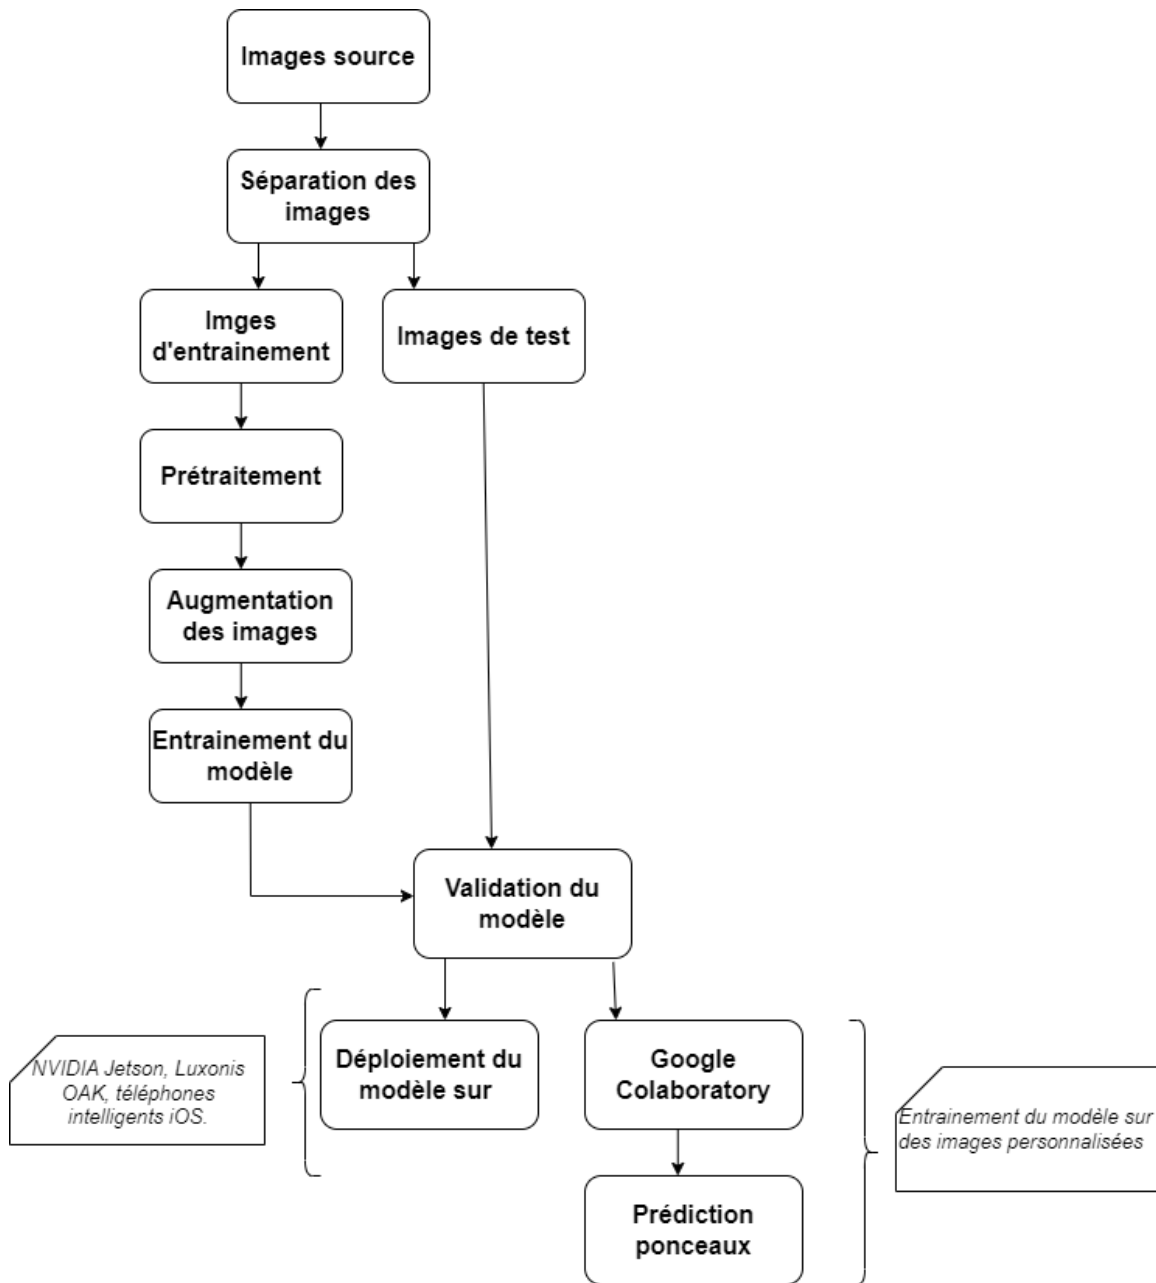 Images source
Séparation des
images
Imges
d'entrainement
Images de test
Prétraitement
Augmentation
des images
Entrainement du
modèle
Validation du
modèle
NVIDIA Jetson, Luxonis
OAK, téléphones
intelligents iOS.
Déploiement du
modèle sur
Google
Colaboratory
Entrainement du modèle sur
des images personnalisées
Prédiction
ponceaux